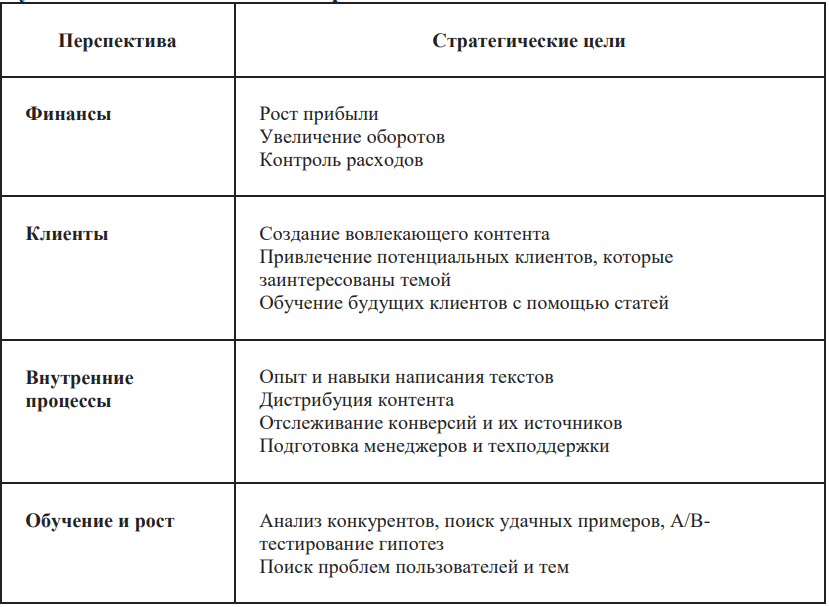 Перспектива
Стратегические цели
Финансы
Рост прибыли
Увеличение оборотов
Контроль расходов
Клиенты
Создание вовлекающего контента
Привлечение потенциальных клиентов, которые
заинтересованы темой
Обучение будущих клиентов с помощью статей
Внутренние
процессы
Опыт и навыки написания текстов
Дистрибуция контента
Отслеживание конверсий и их источников
Подготовка менеджеров и техподдержки
Обучение и рост
Анализ конкурентов, поиск удачных примеров, A/B-
тестирование гипотез
Поиск проблем пользователей и тем